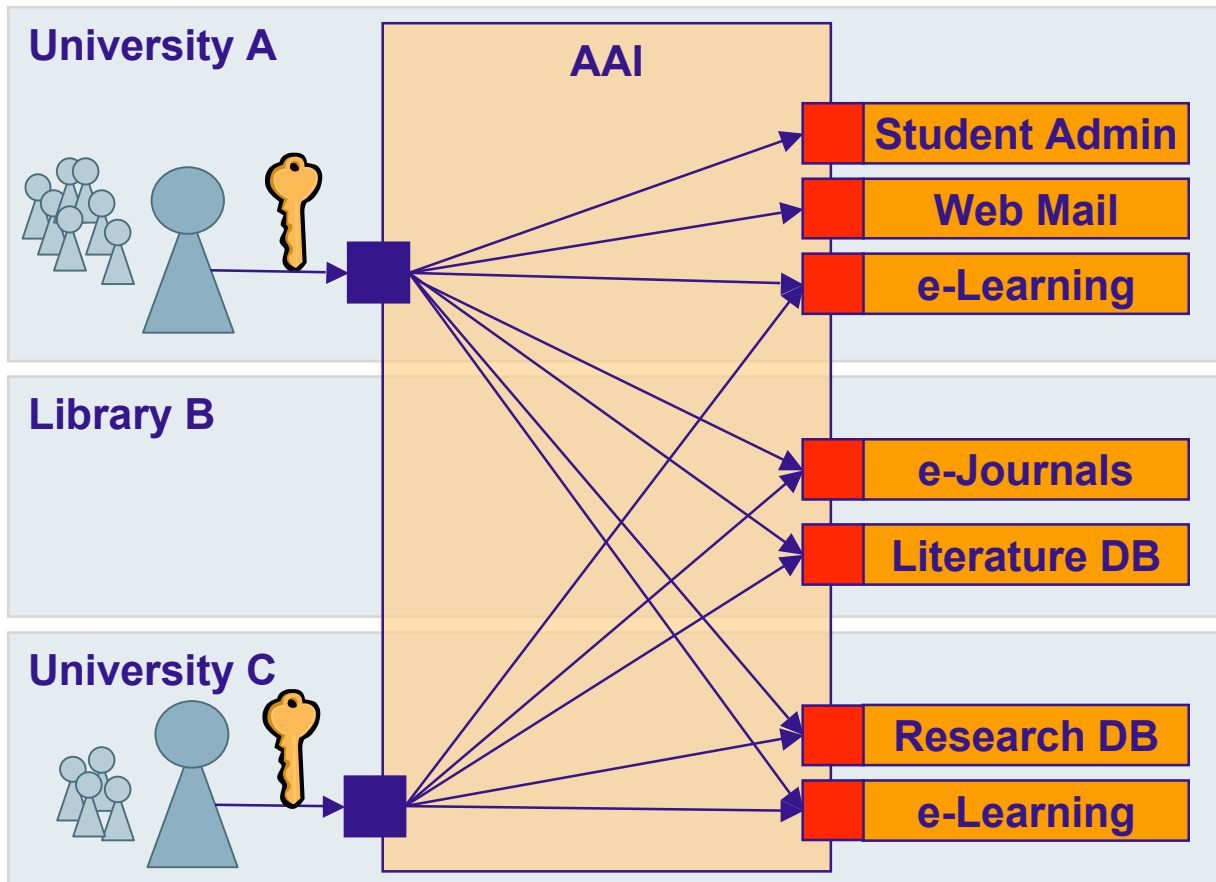 University A
AAI
Student Admin
Web Mail
e-Learning
Library B
e-Journals
Literature DB
University C
Research DB
e-Learning